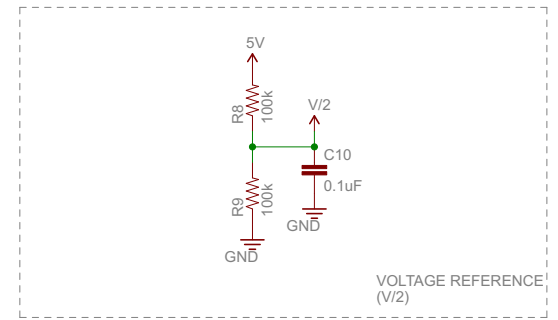 5V
R8
100k
V/2
C10
0.1uF
R9
100k
GND
GND
VOLTAGE REFERENCE
(V/2)